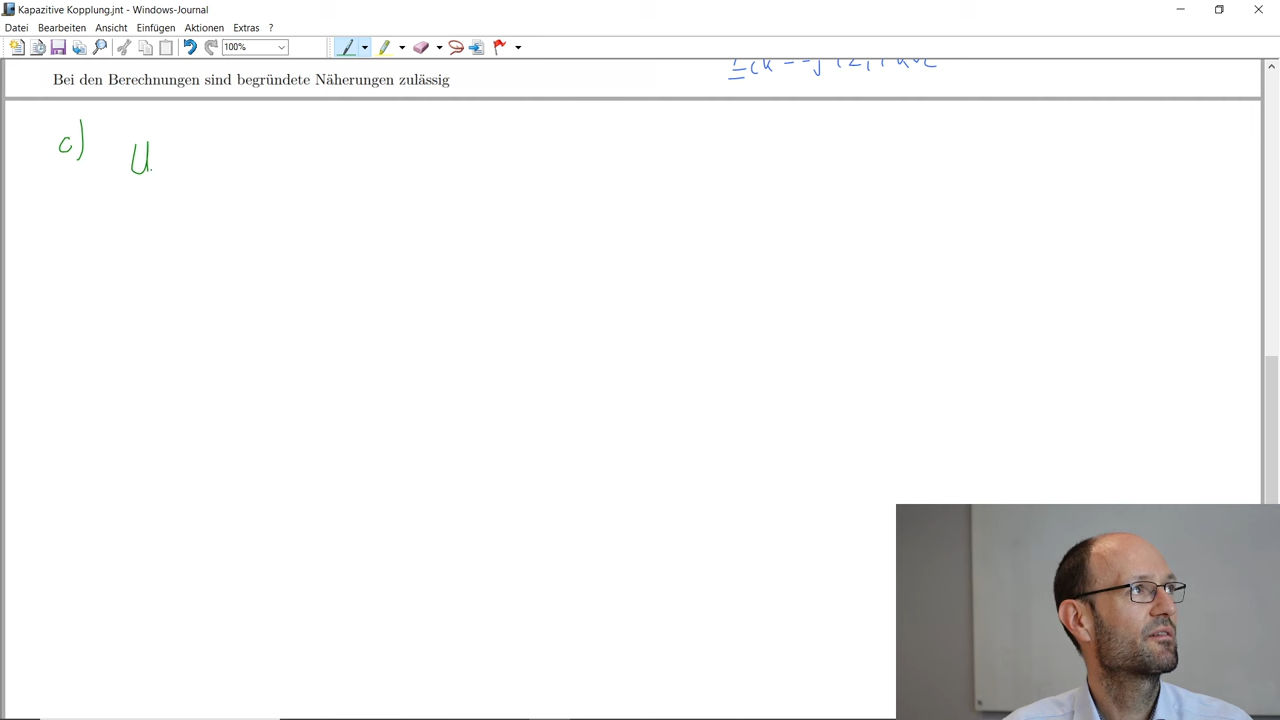 Kapazitive Kopplung.jnt - Windows-Journal
Datei Bearbeiten Ansicht Einfügen Aktionen Extras ?
100%
Bei den Berechnungen sind begründete Näherungen zulässig
c) U